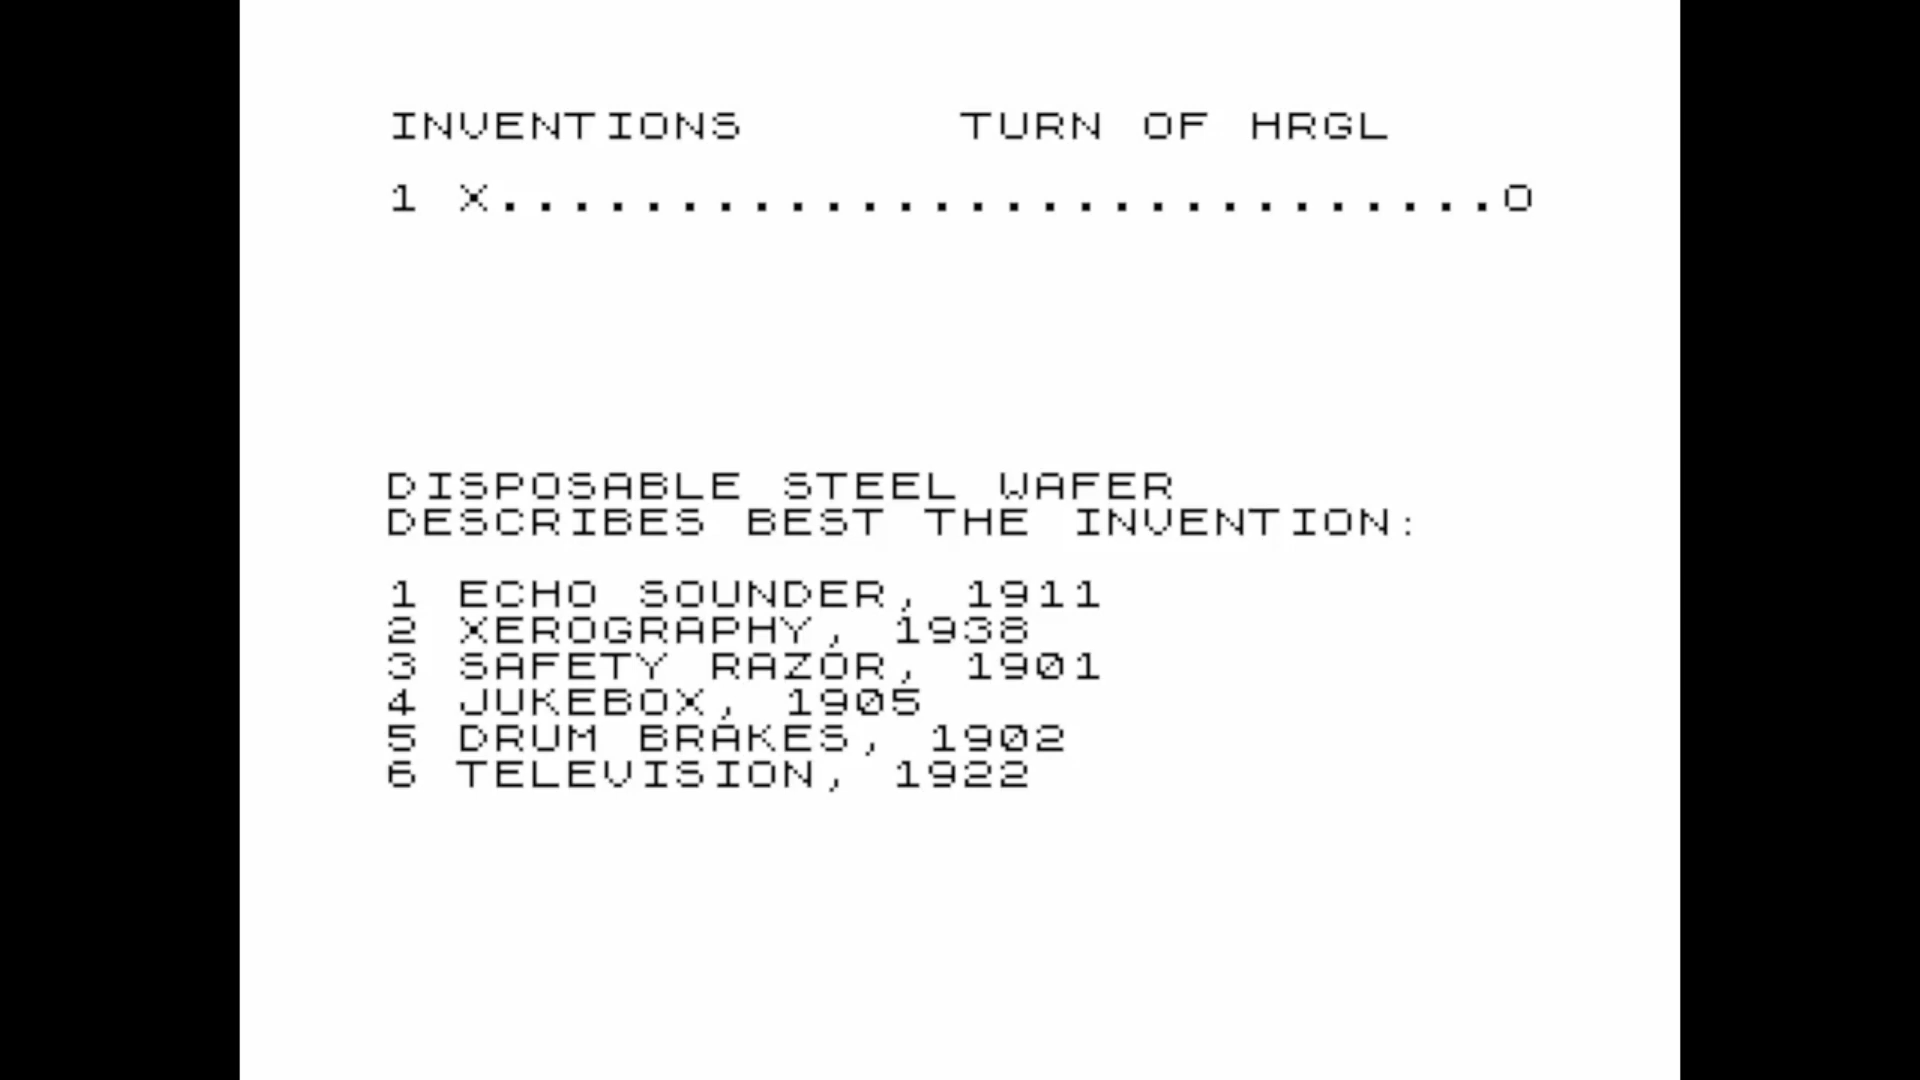 INVENTIONS TURN OF HRGL
1 X............................O
DISPOSABLE STEEL WAFER
DESCRIBES BEST THE INVENTION:
1 ECHO SOUNDER, 1911
2 XEROGRAPHY, 1938
3 SAFETY RAZOR, 1901
4 JUKEBOX, 1905
5 DRUM BRAKES, 1902
6 TELEVISION, 1922